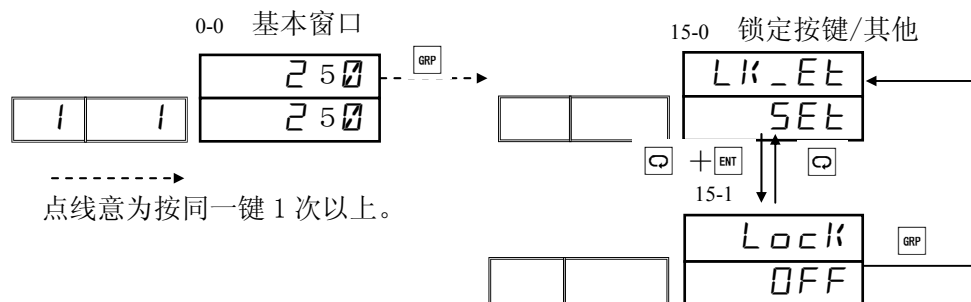 0-0 基本窗口
250
GRP
1 1
250
点线意为按同一键 1 次以上。
15-0 锁定按键/其他
LK_Et
SEt
+ ENT
15-1
LocK
GRP
OFF